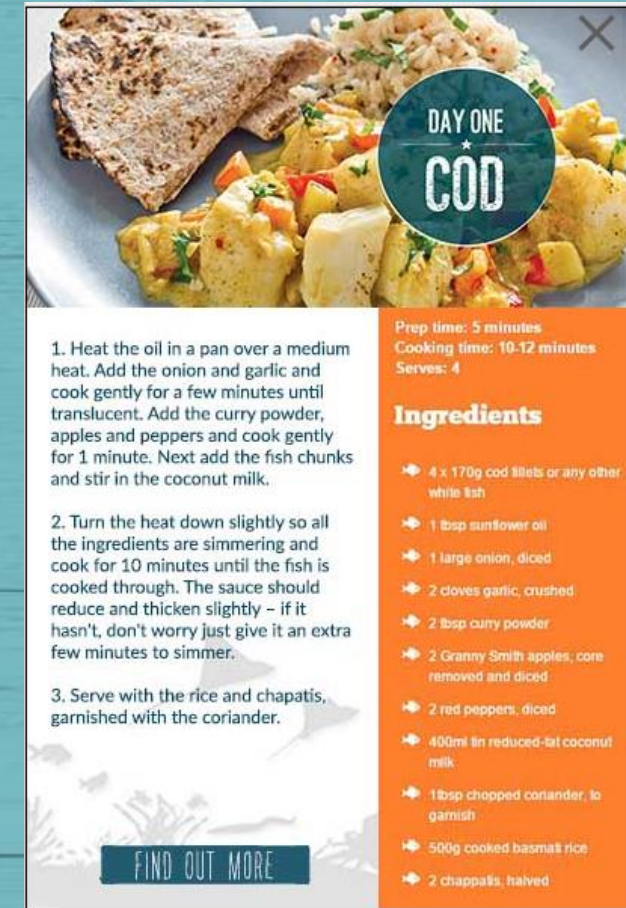 DAY ONE
COD
1. Heat the oil in a pan over a medium
heat. Add the onion and garlic and
cook gently for a few minutes until
translucent. Add the curry powder,
apples and peppers and cook gently
for 1 minute. Next add the fish chunks
and stir in the coconut milk.
2. Turn the heat down slightly so all
the ingredients are simmering and
cook for 10 minutes until the fish is
cooked through. The sauce should
reduce and thicken slightly – if it
hasn't, don't worry just give it an extra
few minutes to simmer.
3. Serve with the rice and chapatis,
garnished with the coriander.
FIND OUT MORE
Prep time: 5 minutes
Cooking time: 10-12 minutes
Serves: 4
Ingredients
4 x 170g cod fillets or any other
white fish
1 tbsp sunflower oil
1 large onion, diced
2 cloves garlic, crushed
2 tbsp curry powder
2 Granny Smith apples, core
removed and diced
2 red peppers, diced
400ml tin reduced-fat coconut
milk
1tbsp chopped coriander, to
garnish
500g cooked basmati rice
2 chappatis, halved